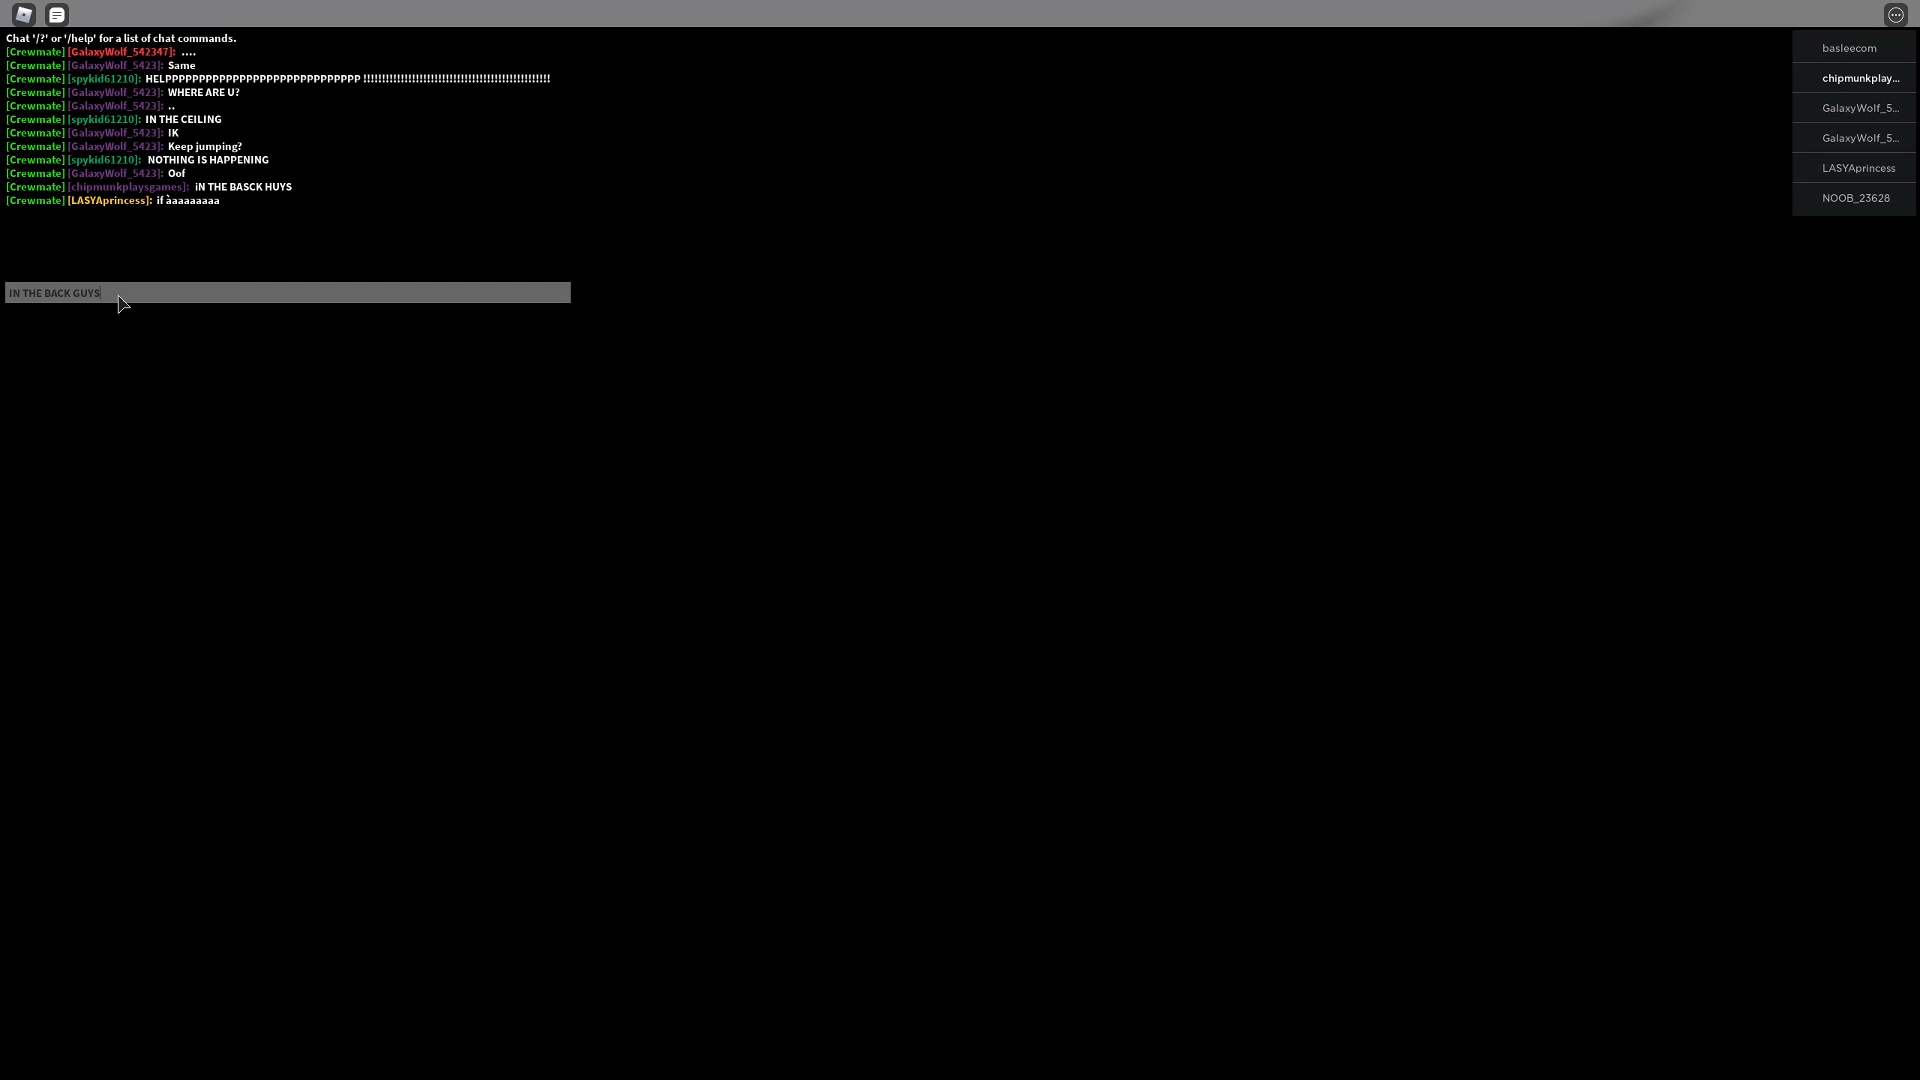 Chat '/?' or '/help' for a list of chat commands.
[Crewmate] [GalaxyWolf_542347]: ....
[Crewmate] [GalaxyWolf_5423]: Same
[Crewmate] [spykid61210]: HELPPPPPPPPPPPPPPPPPPPPPPPPPPPPP !!!!!!!!!!!!!!!!!!!!!!!!!!!!!!!!!!!!!!!!!!!!!!!!!!
[Crewmate] [GalaxyWolf_5423]: WHERE ARE U?
[Crewmate] [GalaxyWolf_5423]: ..
[Crewmate] [spykid61210]: IN THE CEILING
[Crewmate] [GalaxyWolf_5423]: IK
[Crewmate] [GalaxyWolf_5423]: Keep jumping?
[Crewmate] [spykid61210]: NOTHING IS HAPPENING
[Crewmate] [GalaxyWolf_5423]: Oof
[Crewmate] [chipmunkplaysgames]: iN THE BASCK HUYS
[Crewmate] [LASYAprincess]: if àaaaaaaaa
IN THE BACK GUYS
basleecom
chipmunkplay...
GalaxyWolf_5...
GalaxyWolf_5...
LASYAprincess
NOOB_23628